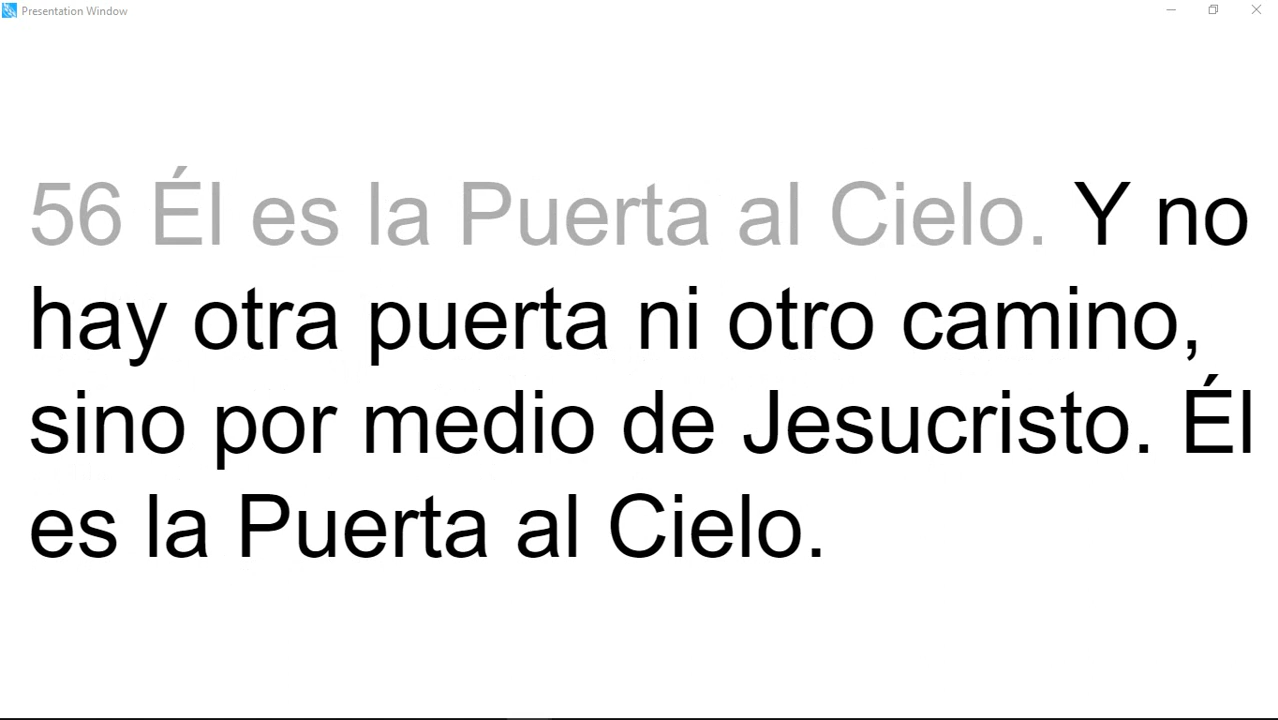 Presentation Window
56 Él es la Puerta al Cielo. Y no
hay otra puerta ni otro camino,
sino por medio de Jesucristo. Él
es la Puerta al Cielo.